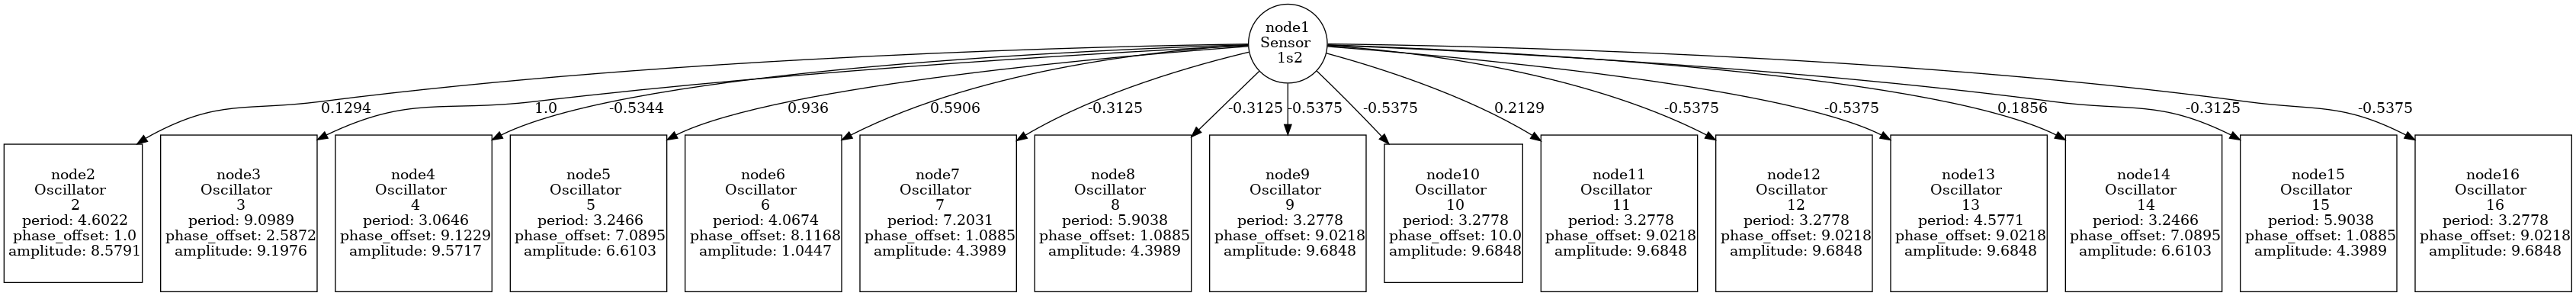 node1
Sensor
1s2
0.1294
1.0
-0.5344
0.936
0.5906
-0.3125
-0.3125
-0.5375
-0.5375
0.2129
-0.5375
-0.5375
0.1856
-0.3125
-0.5375
node2
Oscillator
2
period: 4.6022
phase_offset: 1.0
amplitude: 8.5791
node3
Oscillator
3
period: 9.0989
phase_offset: 2.5872
amplitude: 9.1976
node4
Oscillator
4
period: 3.0646
phase_offset: 9.1229
amplitude: 9.5717
node5
Oscillator
5
period: 3.2466
phase_offset: 7.0895
amplitude: 6.6103
node6
Oscillator
6
period: 4.0674
phase_offset: 8.1168
amplitude: 1.0447
node7
Oscillator
7
period: 7.2031
phase_offset: 1.0885
amplitude: 4.3989
node8
Oscillator
8
period: 5.9038
phase_offset: 1.0885
amplitude: 4.3989
node9
Oscillator
9
period: 3.2778
phase_offset: 9.0218
amplitude: 9.6848
node10
Oscillator
10
period: 3.2778
phase_offset: 10.0
amplitude: 9.6848
node11
Oscillator
11
period: 3.2778
phase_offset: 9.0218
amplitude: 9.6848
node12
Oscillator
12
period: 3.2778
phase_offset: 9.0218
amplitude: 9.6848
node13
Oscillator
13
period: 4.5771
phase_offset: 9.0218
amplitude: 9.6848
node14
Oscillator
14
period: 3.2466
phase_offset: 7.0895
amplitude: 6.6103
node15
Oscillator
15
period: 5.9038
phase_offset: 1.0885
amplitude: 4.3989
node16
Oscillator
16
period: 3.2778
phase_offset: 9.0218
amplitude: 9.6848